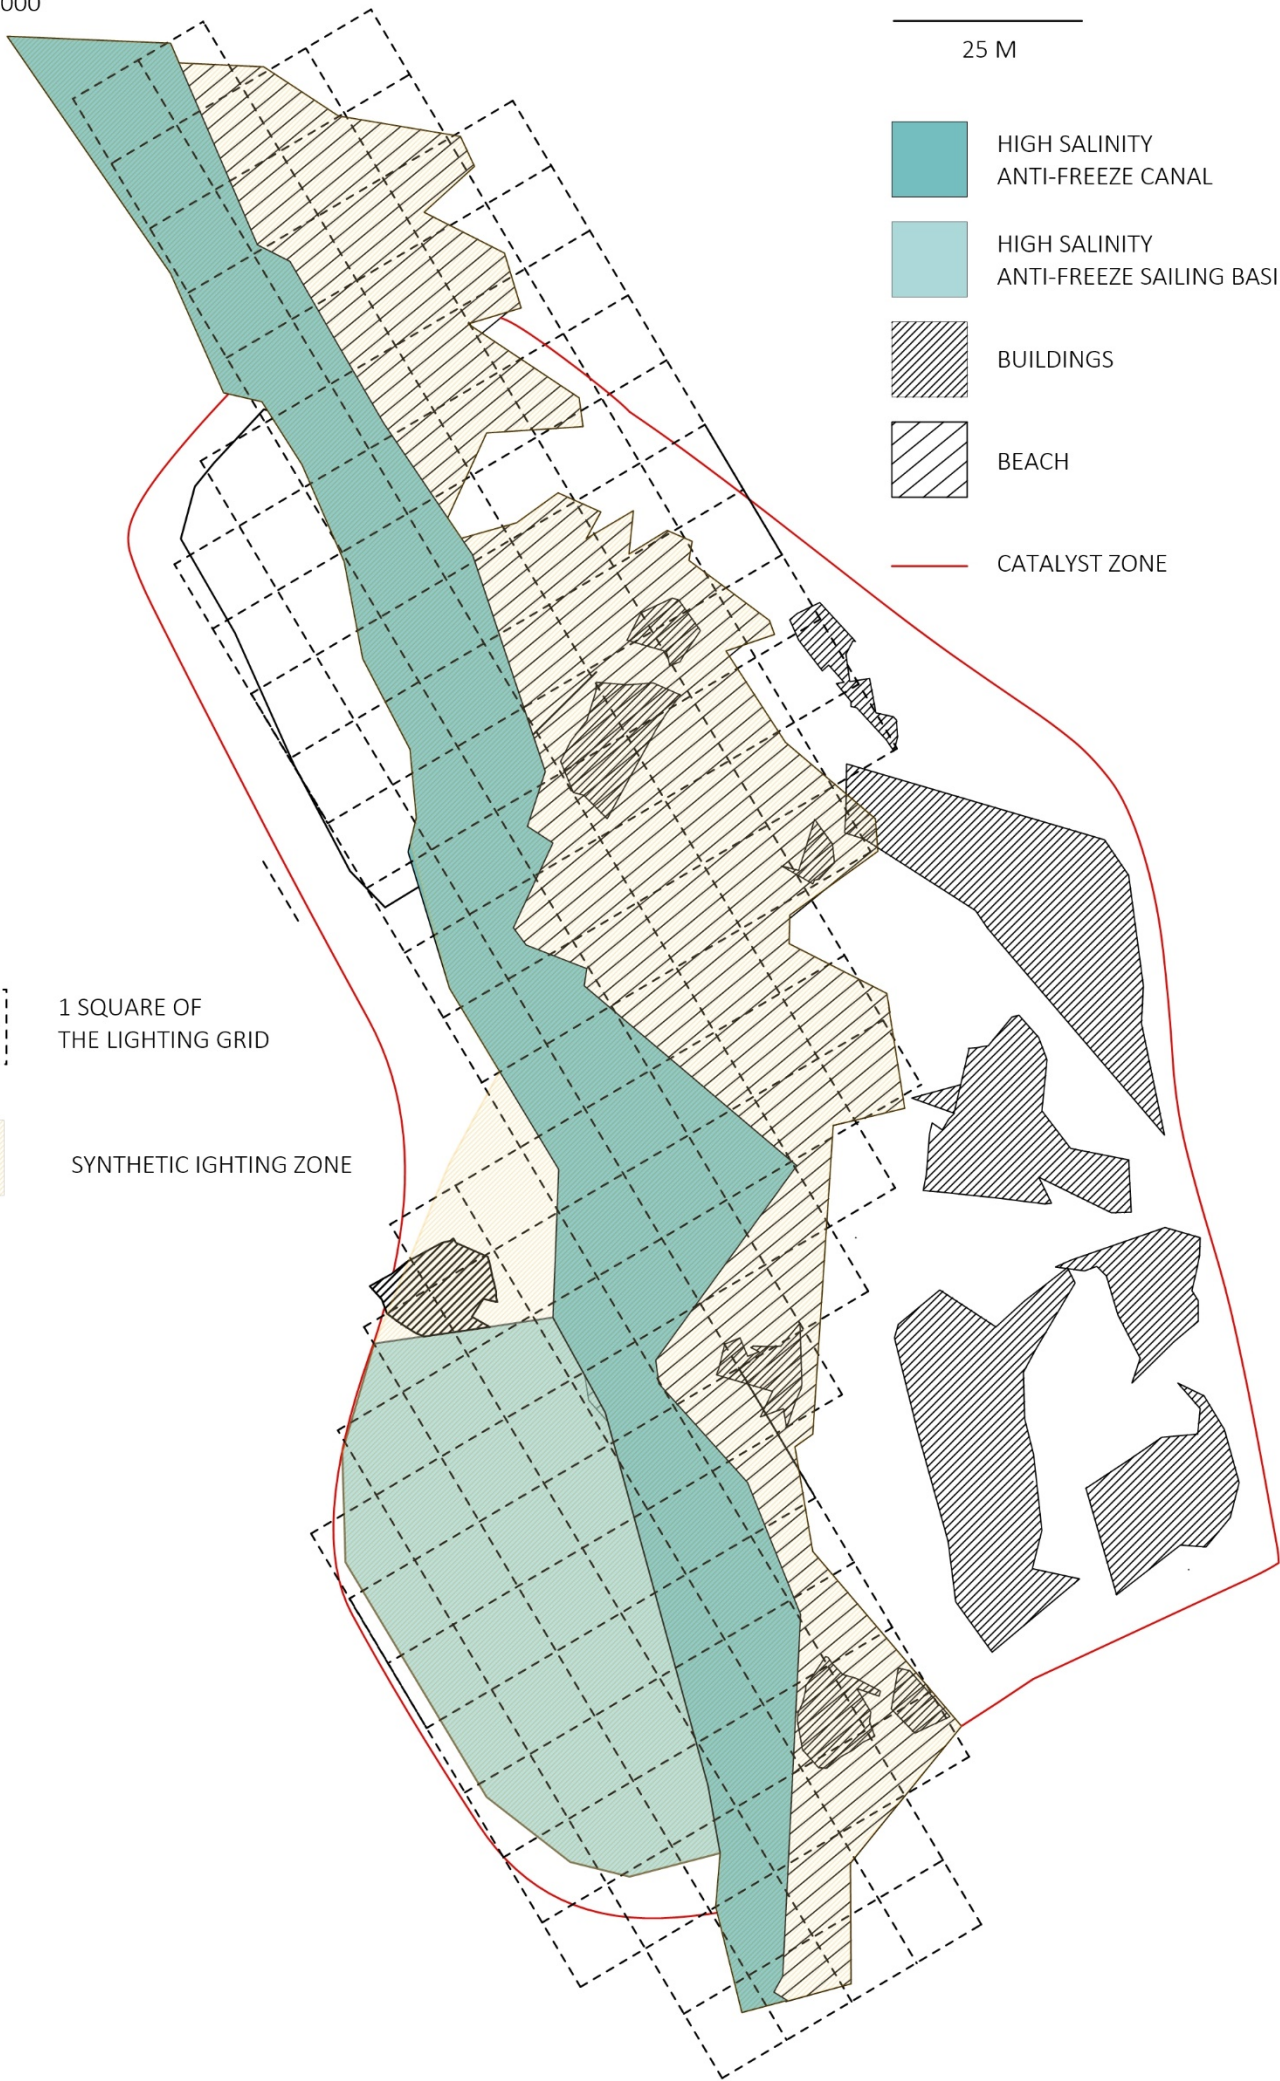 000
25 M
HIGH SALINITY
ANTI-FREEZE CANAL
HIGH SALINITY
ANTI-FREEZE SAILING BASI
BUILDINGS
BEACH
CATALYST ZONE
1 SQUARE OF
THE LIGHTING GRID
SYNTHETIC IGHTING ZONE